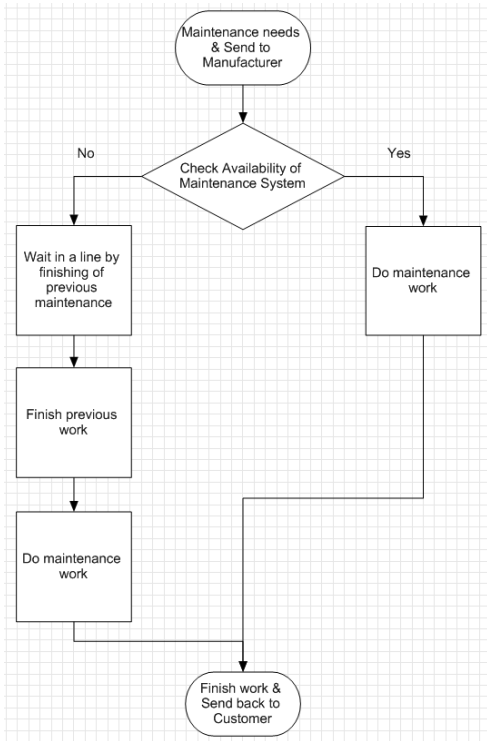 Maintenance needs
& Send to
Manufacturer
No
Yes
Check Availability of
Maintenance System
Wait in a line by
finishing of
previous
maintenance
Do maintenance
work
Finish previous
work
Do maintenance
work
Finish work &
Send back to
Customer